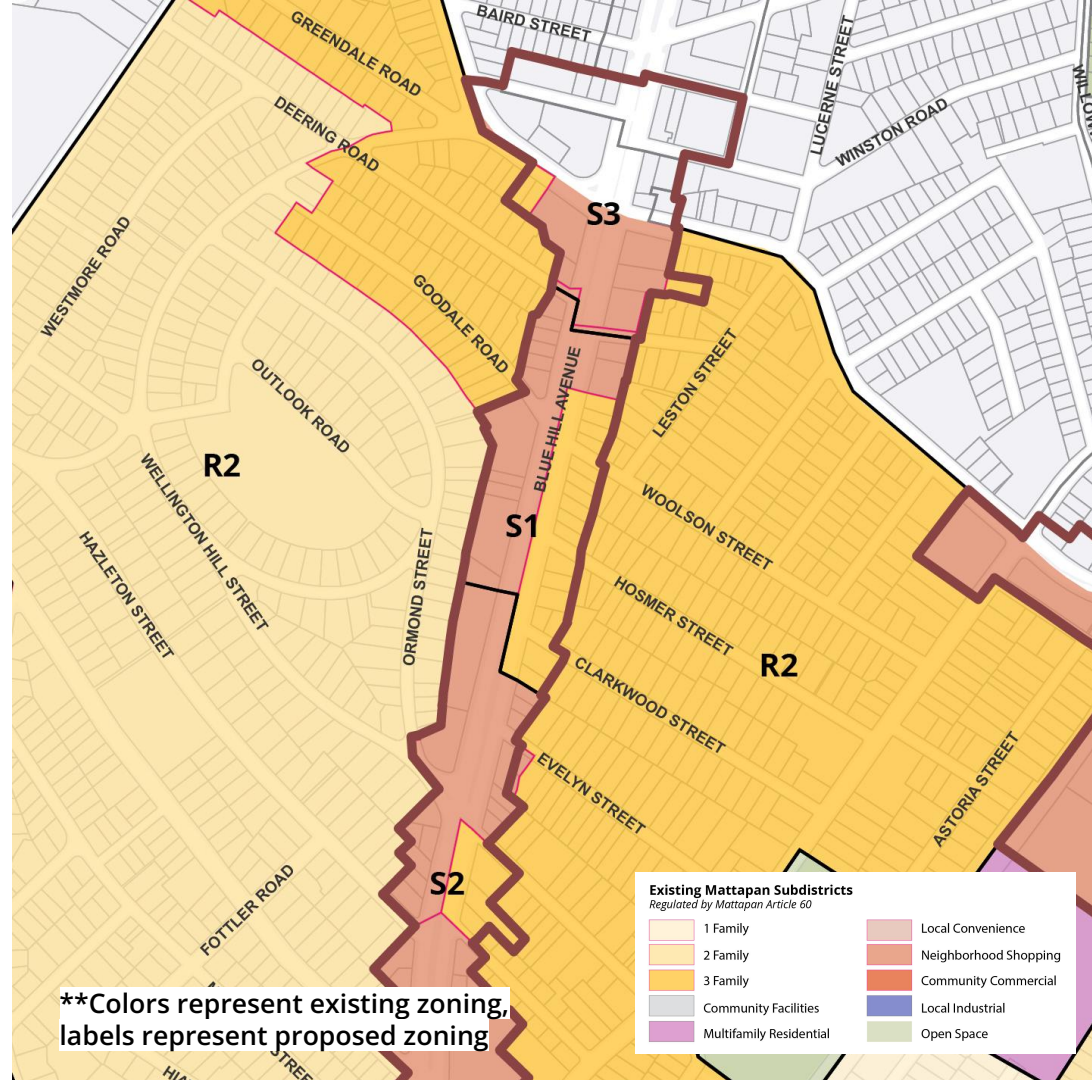 BAIRD STREET
GREENDALE ROAD
LUCERNE STREET
WINSTON ROAD
DEERING ROAD
S3
WESTMORE ROAD
GOODALE ROAD
LESTON STREET
BLUE HILL AVENUE
OUTLOOK ROAD
R2
WELLINGTON HILL STREET
S1
WOOLSON STREET
HAZLETON STREET
ORMOND STREET
HOSMER STREET
R2
CLARKWOOD STREET
EVELYN STREET
ASTORIA STREET
S2
FOTTLER ROAD
Existing Mattapan Subdistricts
Regulated by Mattapan Article 60
1 Family
2 Family
3 Family
Community Facilities
Multifamily Residential
Local Convenience
Neighborhood Shopping
Community Commercial
Local Industrial
Open Space
**Colors represent existing zoning,
labels represent proposed zoning